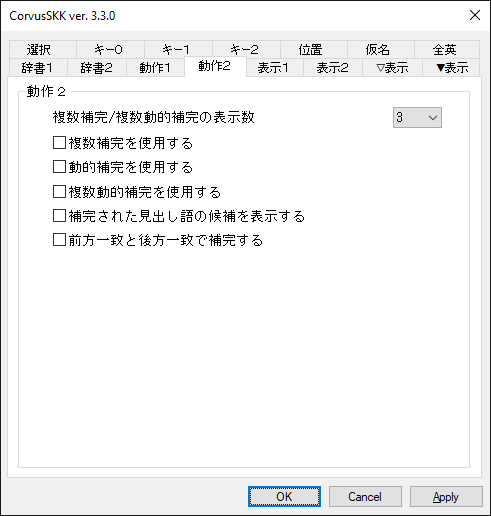 CorvusSKK ver. 3.3.0
選択 キー0 キー1 キー2 位置 仮名 全英
辞書1 辞書2 動作1 動作2 表示1 表示2 ▽表示 ▼表示
動作2
複数補完/複数動的補完の表示数 3
複数補完を使用する
動的補完を使用する
複数動的補完を使用する
補完された見出し語の候補を表示する
前方一致と後方一致で補完する
OK Cancel Apply